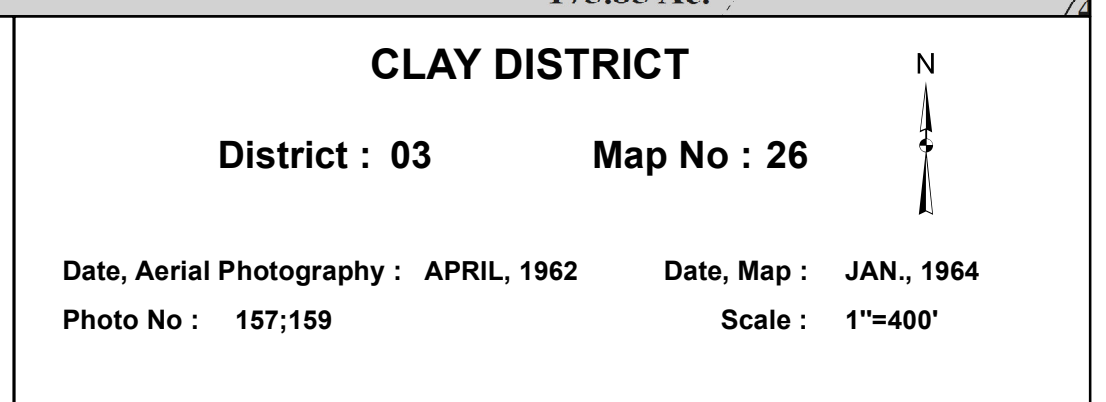 CLAY DISTRICT
N
District : 03 Map No : 26
Date, Aerial Photography : APRIL, 1962 Date, Map : JAN., 1964
Photo No : 157;159 Scale : 1"=400'